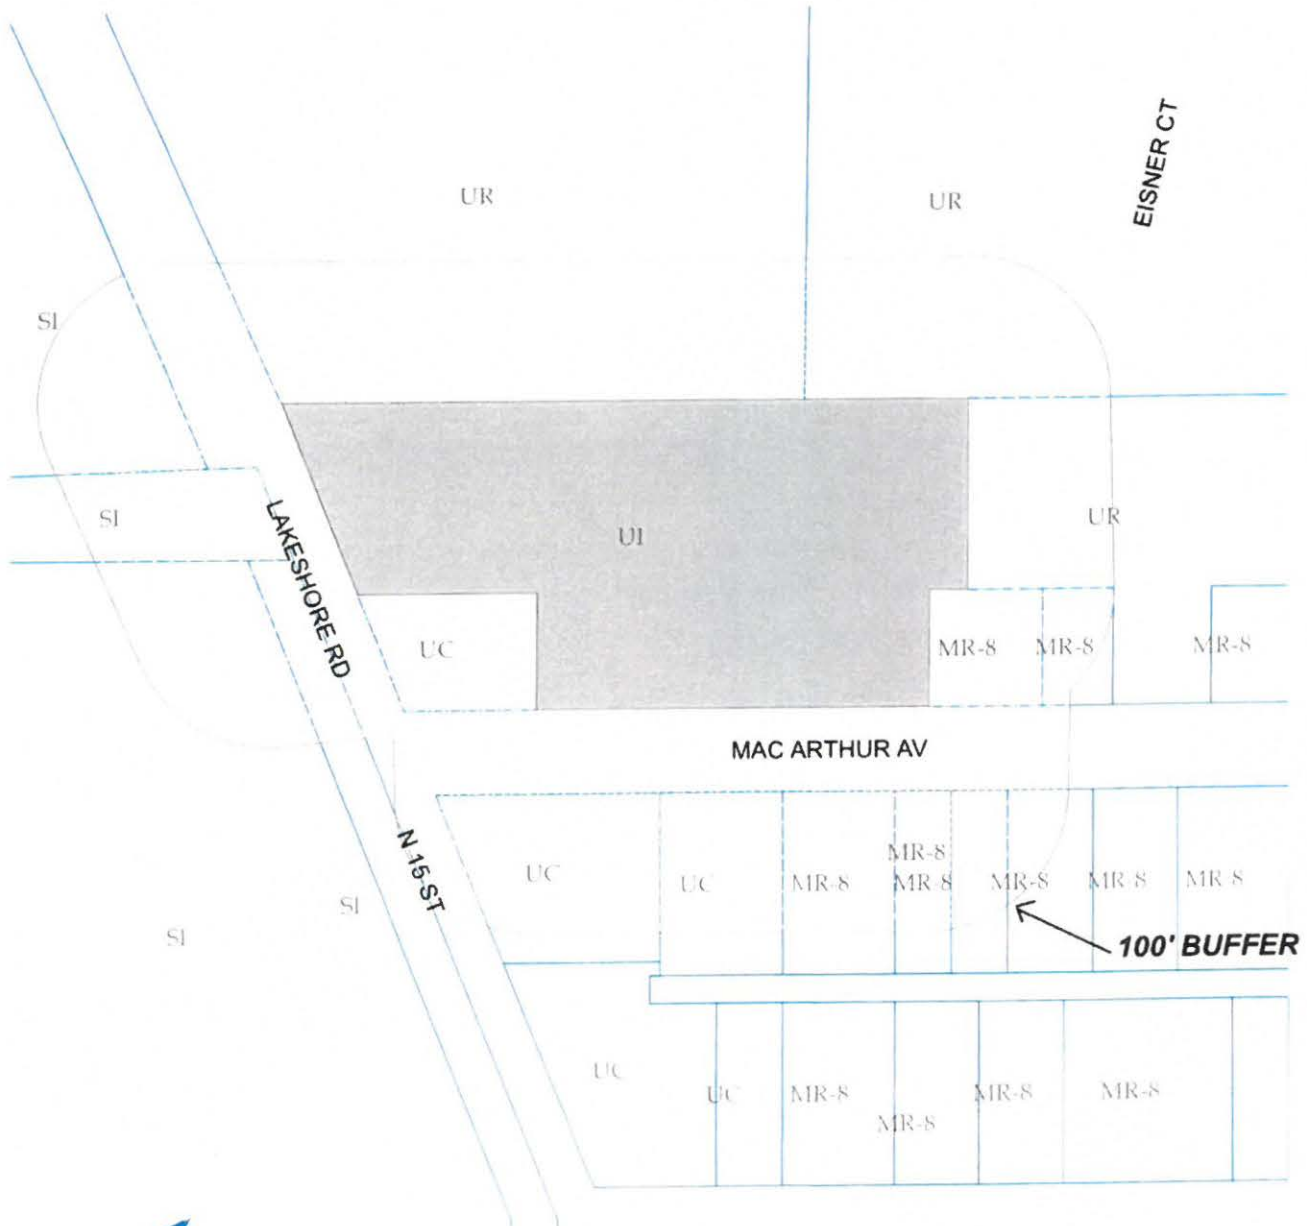 EISNER CT
UR
UR
SI
SI
UI
UR
LAKESHORE RD
UC
MR-8
MR-8
MR-8
MAC ARTHUR AV
N 15 ST
UC
UC
MR-8
MR-8
MR-8
MR-8
MR-8
MR-8
SI
SI
100' BUFFER
UC
UC
MR-8
MR-8
MR-8
MR-8